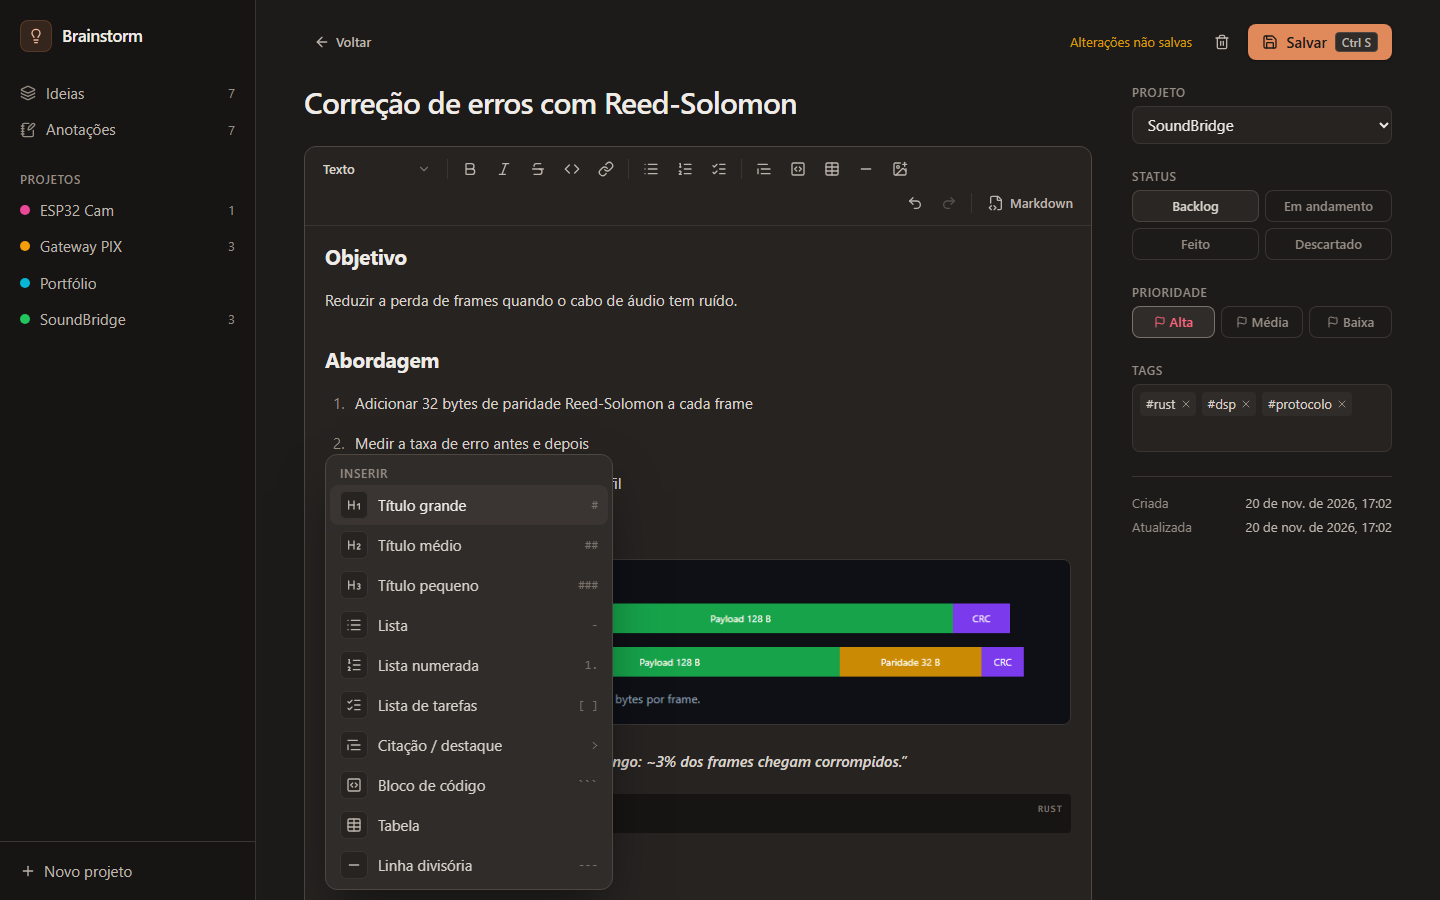 Brainstorm
Ideias 7
Anotações 7
PROJETOS
ESP32 Cam 1
Gateway PIX 3
Portfólio
SoundBridge 3
+ Novo projeto
Voltar
Alterações não salvas
Salvar Ctrl S
Correção de erros com Reed-Solomon
Texto
Markdown
Objetivo
Reduzir a perda de frames quando o cabo de áudio tem ruído.
Abordagem
1. Adicionar 32 bytes de paridade Reed-Solomon a cada frame
2. Medir a taxa de erro antes e depois
INSERIR
H1 Título grande #
H2 Título médio ##
H3 Título pequeno ###
Lista -
Lista numerada 1.
Lista de tarefas [ ]
Citação / destaque >
Bloco de código ```
Tabela
Linha divisória ---
Payload 128 B CRC
Payload 128 B Paridade 32 B CRC
bytes por frame.
~3% dos frames chegam corrompidos.”
RUST
PROJETO
SoundBridge
STATUS
Backlog Em andamento
Feito Descartado
PRIORIDADE
Alta Média Baixa
TAGS
#rust × #dsp × #protocolo ×
Criada 20 de nov. de 2026, 17:02
Atualizada 20 de nov. de 2026, 17:02